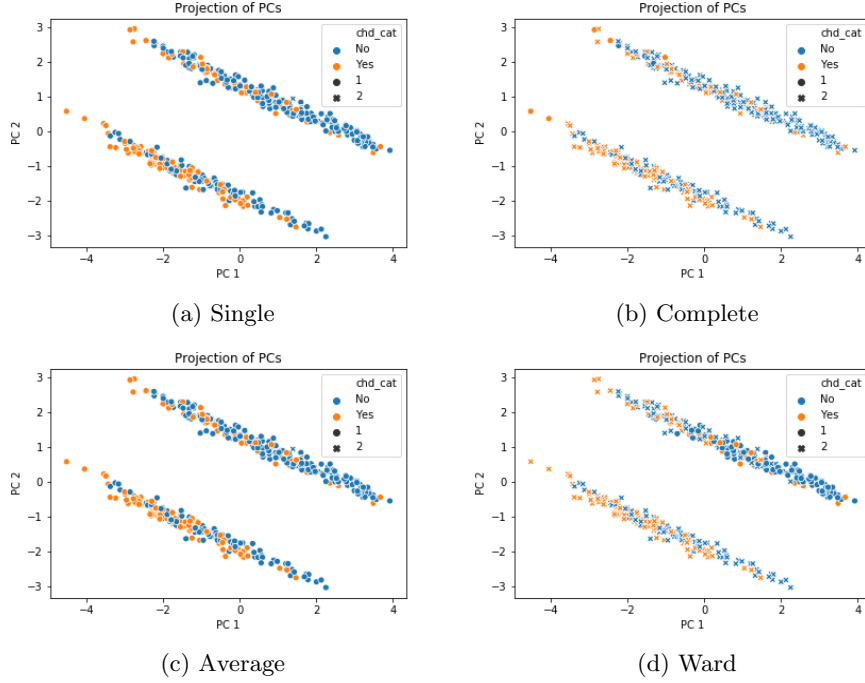 Projection of PCs
chd_cat
No
Yes
1
2
3
2
1
0
−1
−2
−3
PC 2
−4
−2
0
2
4
PC 1
(a) Single
Projection of PCs
chd_cat
No
Yes
1
2
3
2
1
0
−1
−2
−3
PC 2
−4
−2
0
2
4
PC 1
(b) Complete
Projection of PCs
chd_cat
No
Yes
1
2
3
2
1
0
−1
−2
−3
PC 2
−4
−2
0
2
4
PC 1
(c) Average
Projection of PCs
chd_cat
No
Yes
1
2
3
2
1
0
−1
−2
−3
PC 2
−4
−2
0
2
4
PC 1
(d) Ward